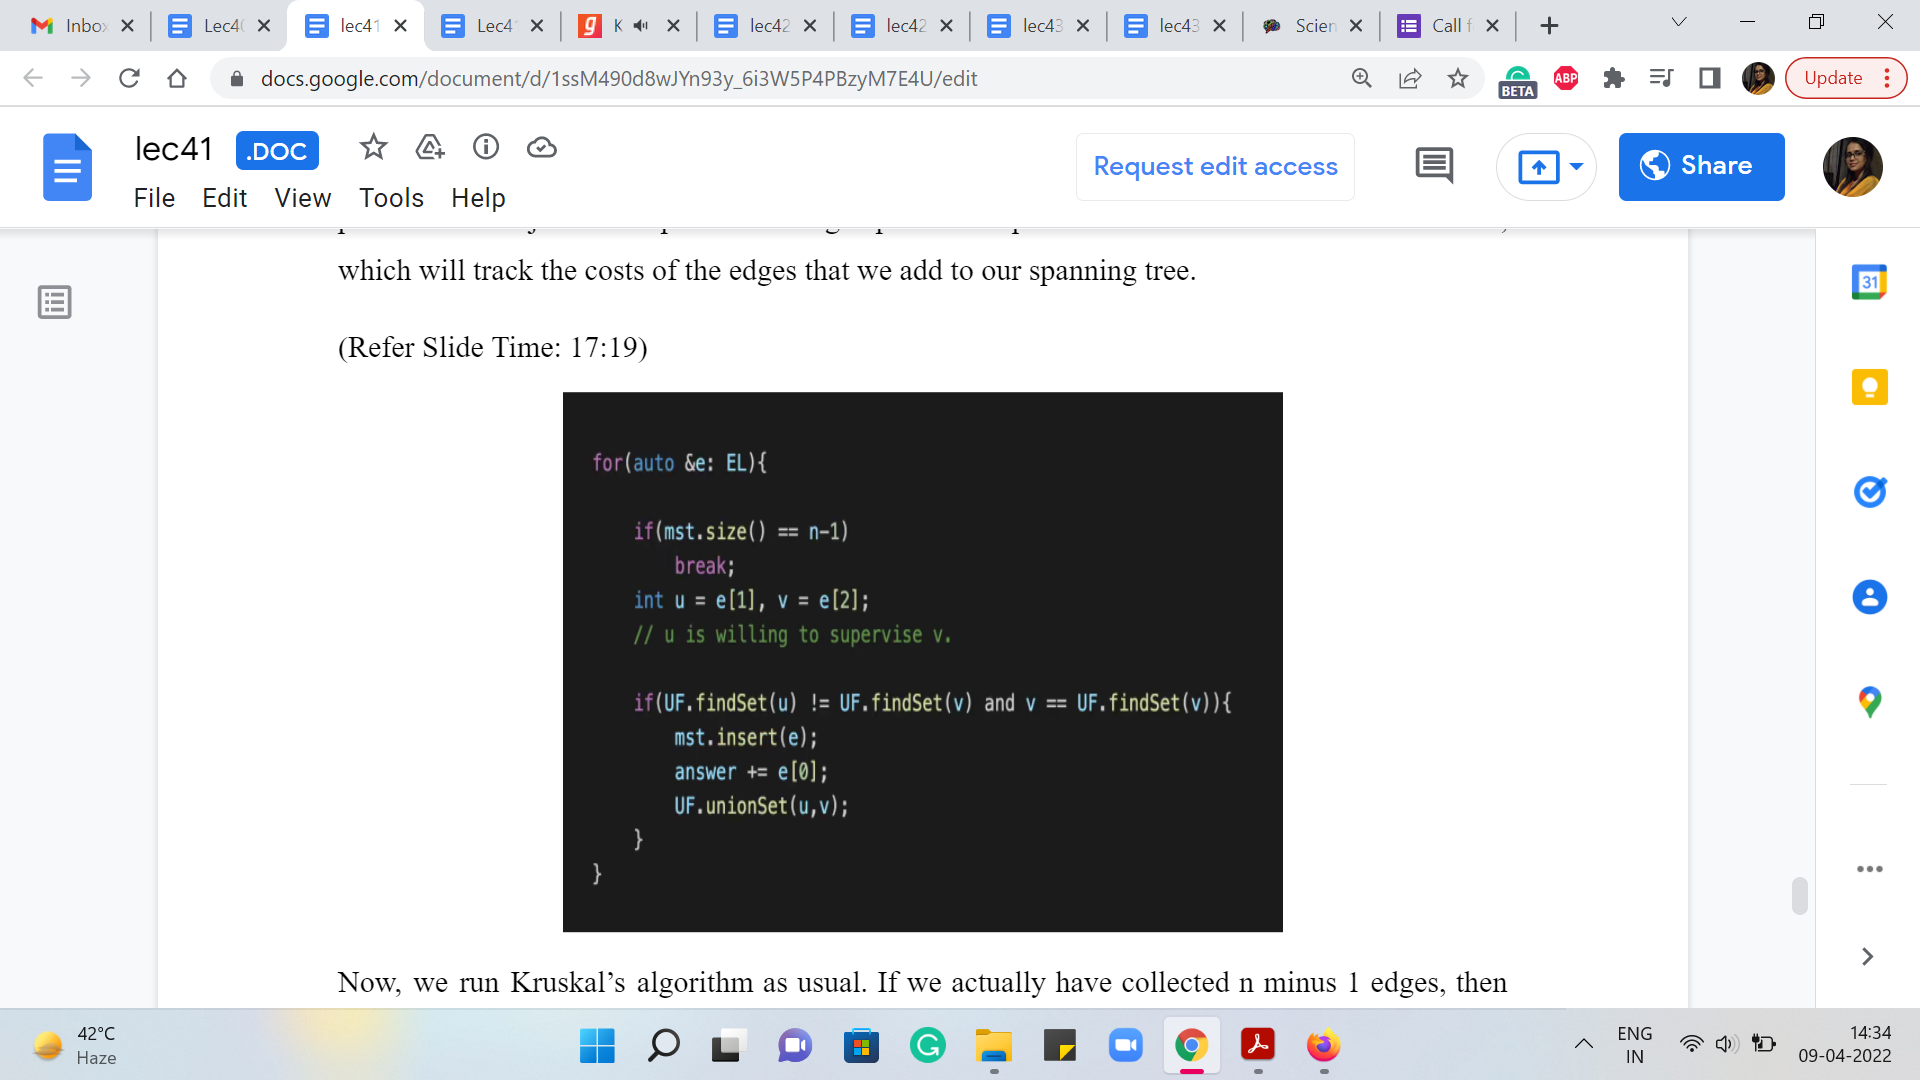 Inbo
Lec4
lec41
Lec4
K
lec42
lec42
lec43
lec43
Scien
Call f
docs.google.com/document/d/1ssM490d8wJYn93y_6i3W5P4PBzyM7E4U/edit
BETA
ABP
Update
lec41
.DOC
File Edit View Tools Help
Request edit access
Share
which will track the costs of the edges that we add to our spanning tree.
(Refer Slide Time: 17:19)
for(auto &e: EL){
if(mst.size() == n-1)
break;
int u = e[1], v = e[2];
// u is willing to supervise v.
if(UF.findSet(u) != UF.findSet(v) and v == UF.findSet(v)){
mst.insert(e);
answer += e[0];
UF.unionSet(u,v);
}
}
Now, we run Kruskal’s algorithm as usual. If we actually have collected n minus 1 edges, then
31
42°C
Haze
ENG
IN
14:34
09-04-2022